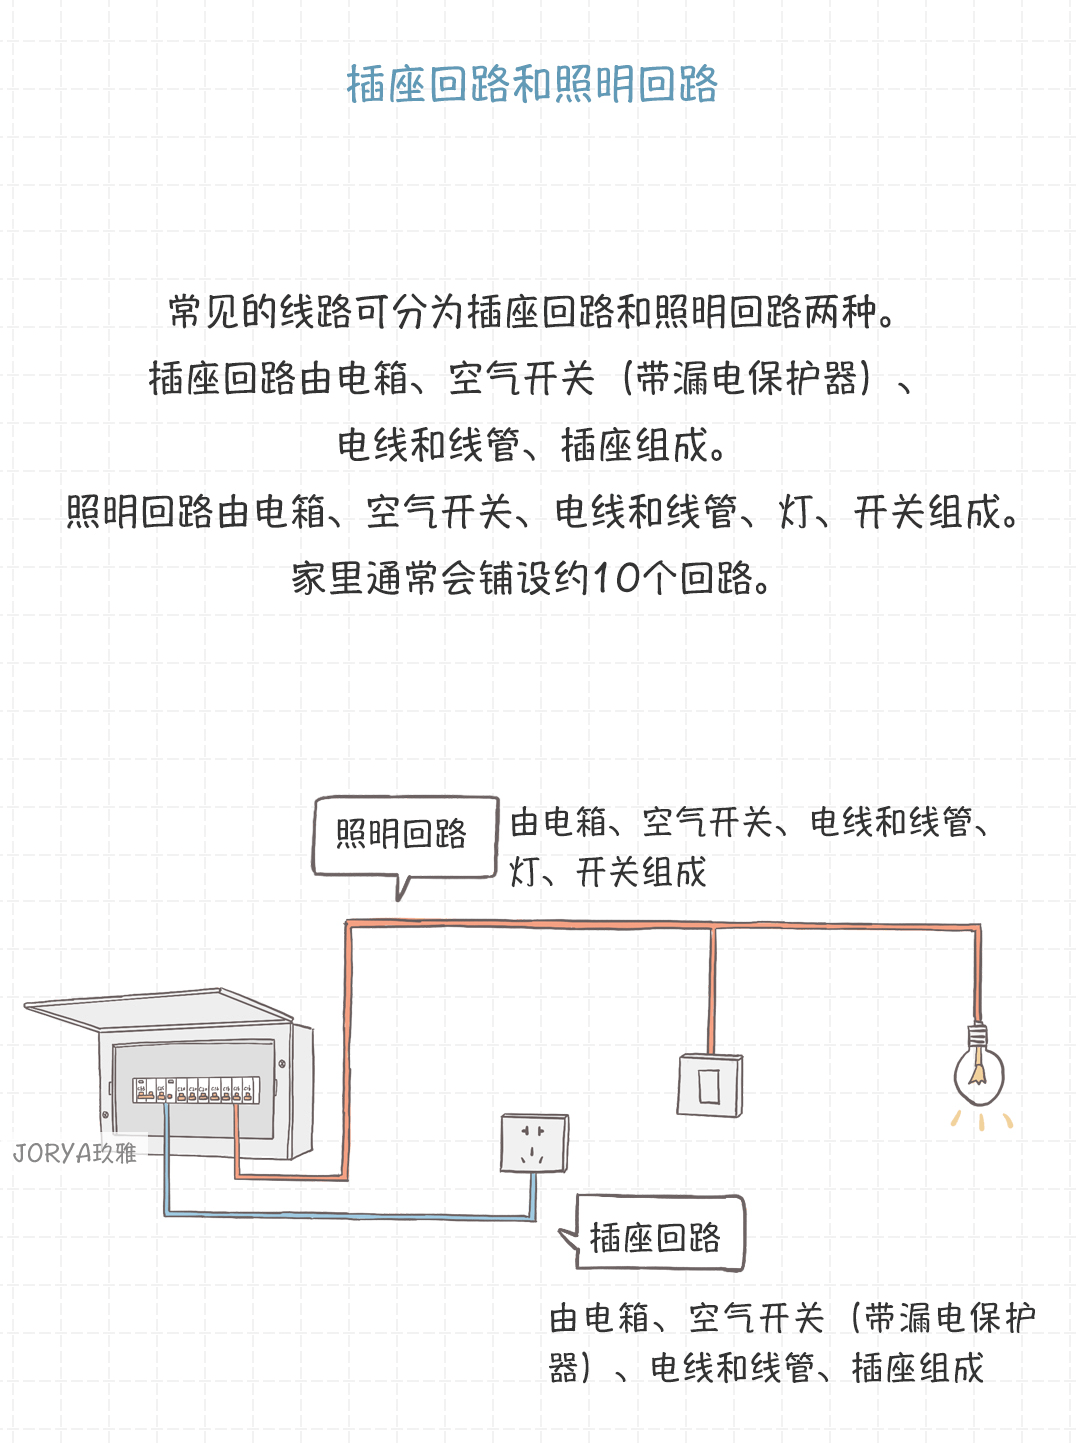 插座回路和照明回路
常见的线路可分为插座回路和照明回路两种。
插座回路由电箱、空气开关（带漏电保护器）、
电线和线管、插座组成。
照明回路由电箱、空气开关、电线和线管、灯、开关组成。
家里通常会铺设约10个回路。
照明回路
由电箱、空气开关、电线和线管、
灯、开关组成
JORYA玖雅
插座回路
由电箱、空气开关（带漏电保护
器）、电线和线管、插座组成